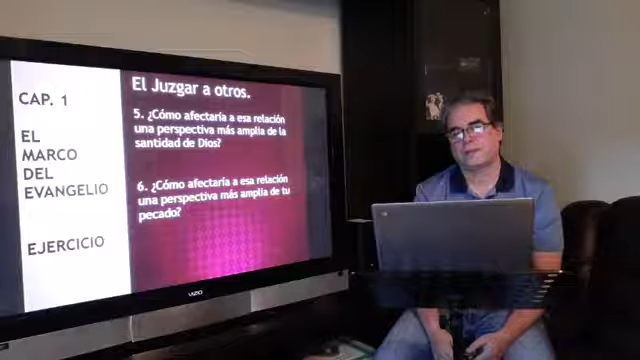 CAP. 1
EL
MARCO
DEL
EVANGELIO
EJERCICIO
El Juzgar a otros.
5. ¿Cómo afectaría a esa relación
una perspectiva más amplia de la
santidad de Dios?
6. ¿Cómo afectaría a esa relación
una perspectiva más amplia de tu
pecado?
VIZIO